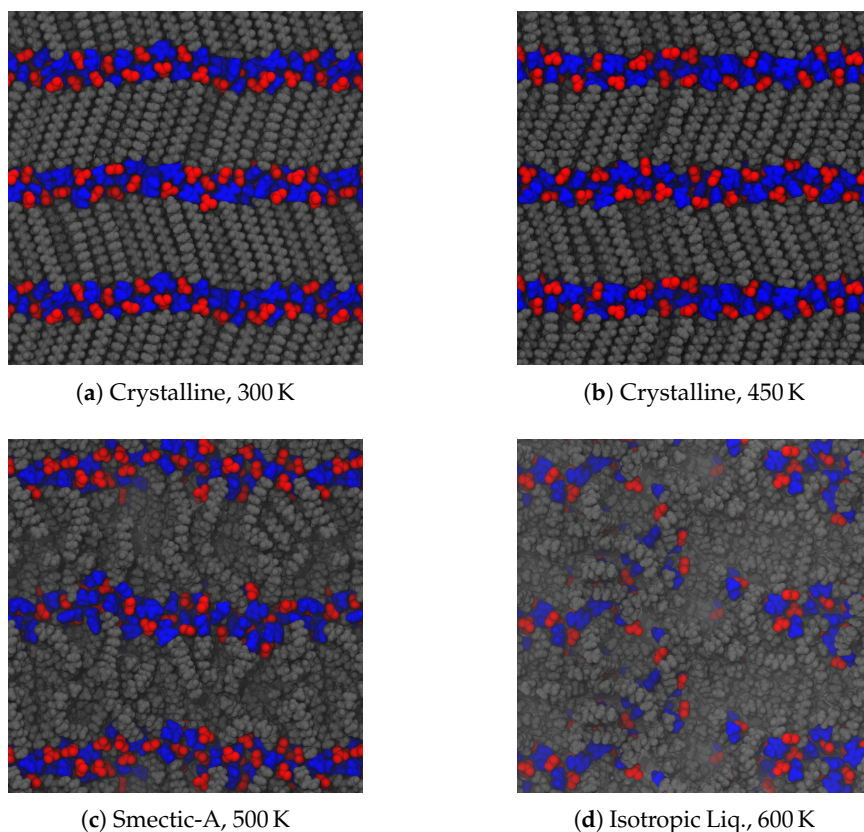 (a) Crystalline, 300 K
(b) Crystalline, 450 K
(c) Smectic-A, 500 K
(d) Isotropic Liq., 600 K